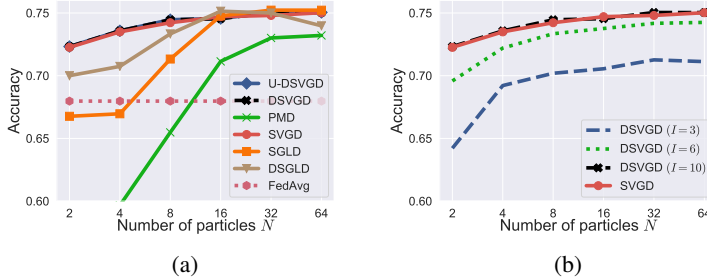 0.75
0.70
0.65
0.60
Accuracy
2
4
8
16
32
64
Number of particles N
U-DSVGD
DSVGD
PMD
SVGD
SGLD
DSGLD
FedAvg
(a)
0.75
0.70
0.65
0.60
Accuracy
2
4
8
16
32
64
Number of particles N
DSVGD (I = 3)
DSVGD (I = 6)
DSVGD (I = 10)
SVGD
(b)